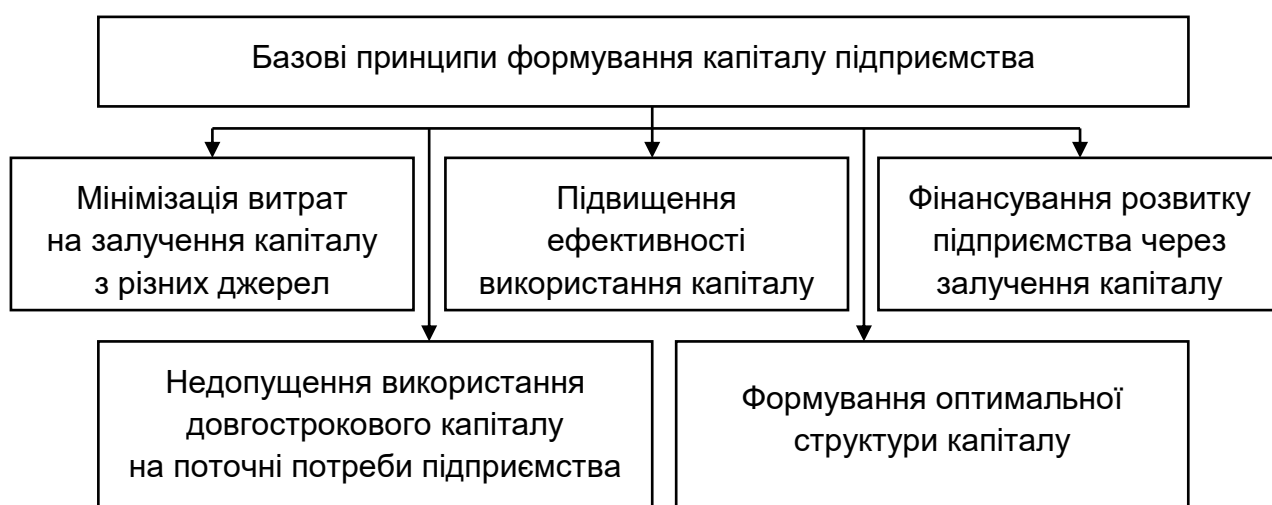 Базові принципи формування капіталу підприємства
Мінімізація витрат
на залучення капіталу
з різних джерел
Підвищення
ефективності
використання капіталу
Фінансування розвитку
підприємства через
залучення капіталу
Недопущення використання
довгострокового капіталу
на поточні потреби підприємства
Формування оптимальної
структури капіталу